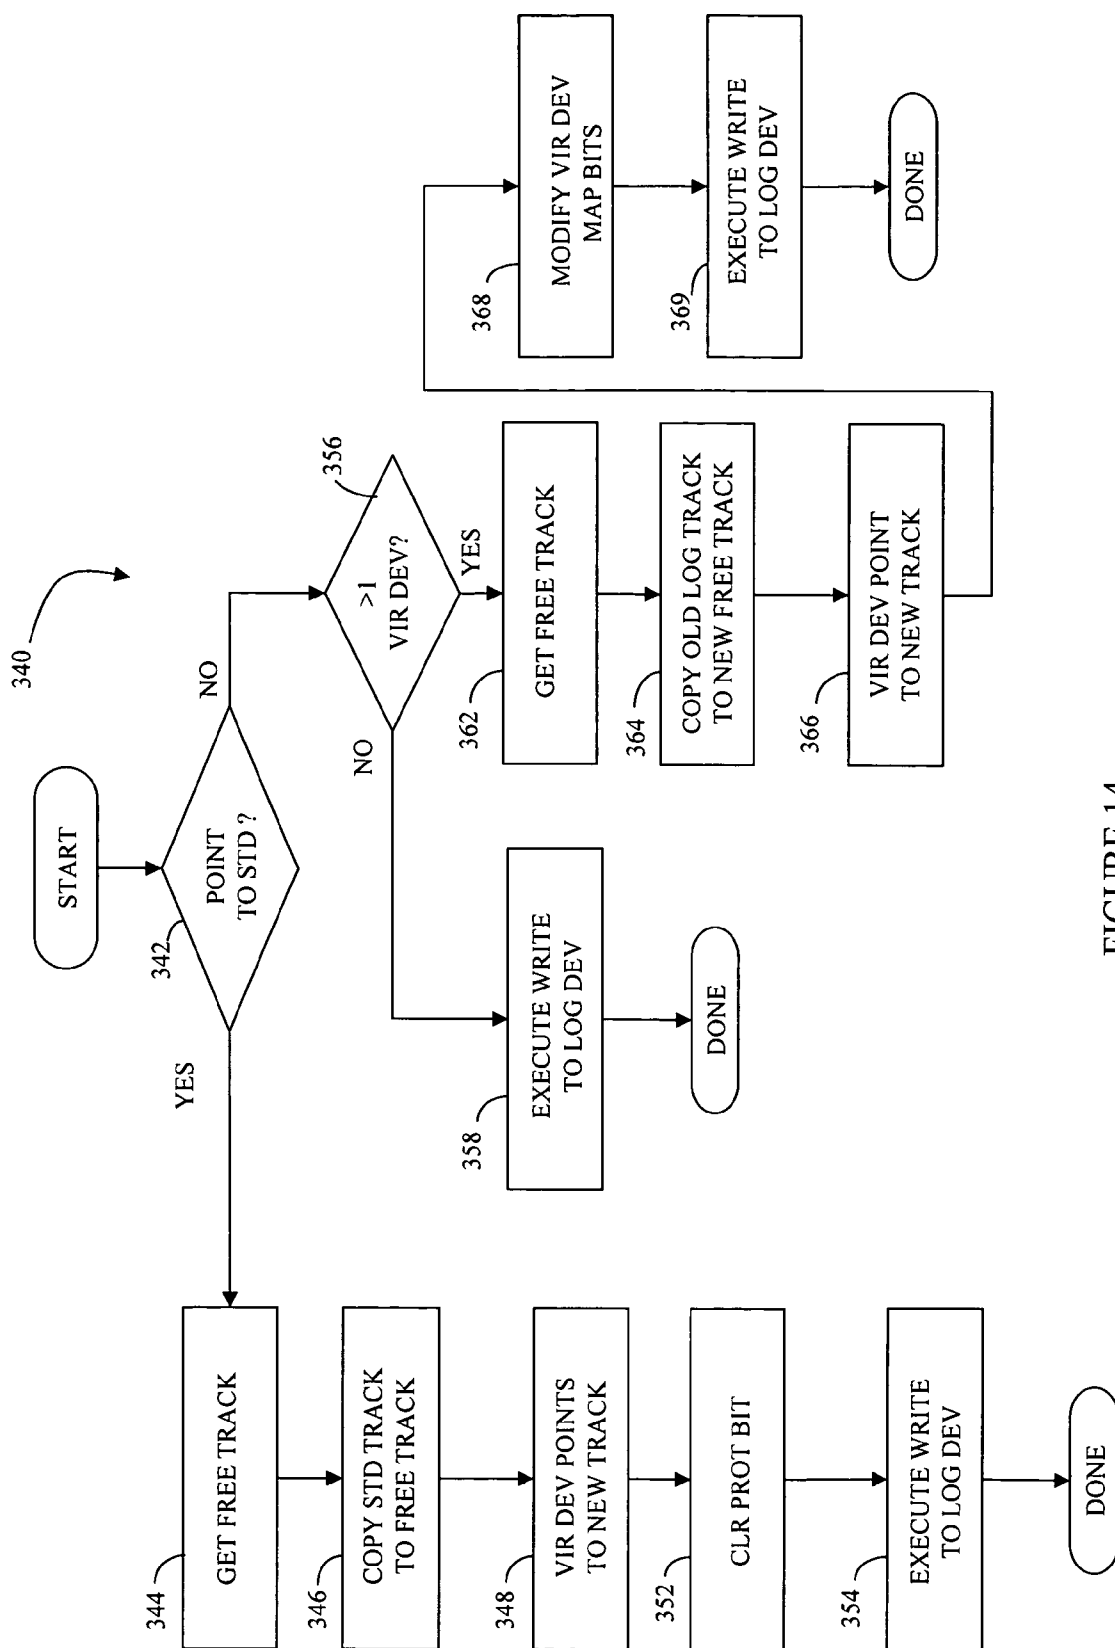 340
START
342
POINT
TO STD ?
YES
NO
344
GET FREE TRACK
346
COPY STD TRACK
TO FREE TRACK
348
VIR DEV POINTS
TO NEW TRACK
352
CLR PROT BIT
354
EXECUTE WRITE
TO LOG DEV
DONE
356
>1
VIR DEV?
NO
YES
358
EXECUTE WRITE
TO LOG DEV
DONE
362
GET FREE TRACK
364
COPY OLD LOG TRACK
TO NEW FREE TRACK
366
VIR DEV POINT
TO NEW TRACK
368
MODIFY VIR DEV
MAP BITS
369
EXECUTE WRITE
TO LOG DEV
DONE
FIGURE 14